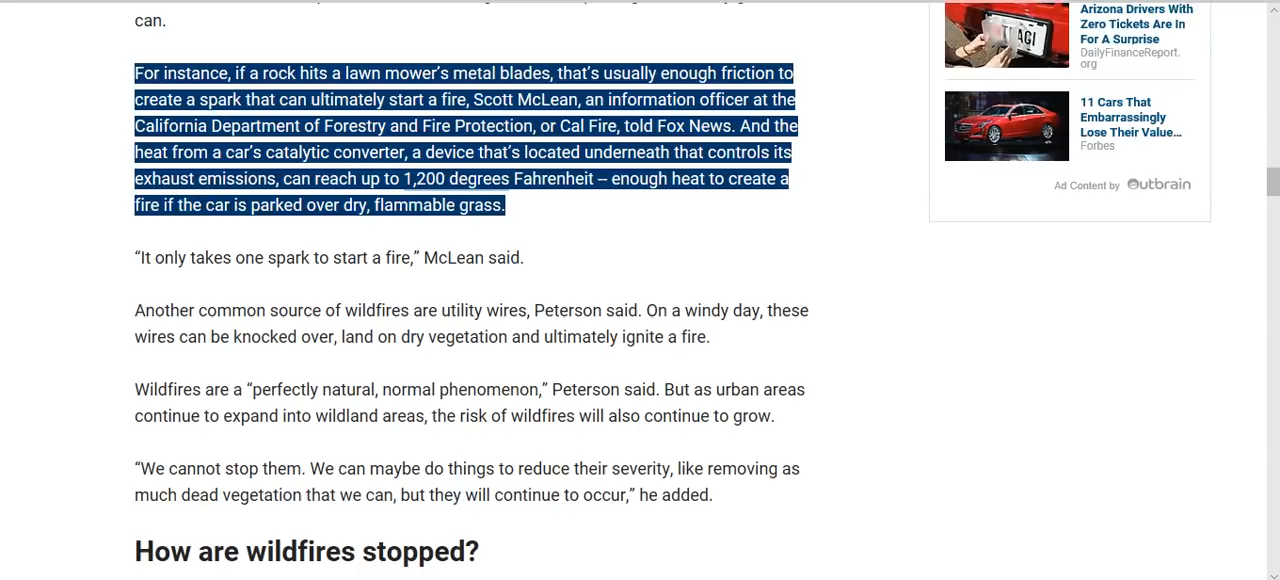 can.
For instance, if a rock hits a lawn mower’s metal blades, that’s usually enough friction to
create a spark that can ultimately start a fire, Scott McLean, an information officer at the
California Department of Forestry and Fire Protection, or Cal Fire, told Fox News. And the
heat from a car’s catalytic converter, a device that’s located underneath that controls its
exhaust emissions, can reach up to 1,200 degrees Fahrenheit – enough heat to create a
fire if the car is parked over dry, flammable grass.
“It only takes one spark to start a fire,” McLean said.
Another common source of wildfires are utility wires, Peterson said. On a windy day, these
wires can be knocked over, land on dry vegetation and ultimately ignite a fire.
Wildfires are a “perfectly natural, normal phenomenon,” Peterson said. But as urban areas
continue to expand into wildland areas, the risk of wildfires will also continue to grow.
“We cannot stop them. We can maybe do things to reduce their severity, like removing as
much dead vegetation that we can, but they will continue to occur,” he added.
How are wildfires stopped?
Arizona Drivers With
Zero Tickets Are In
For A Surprise
DailyFinanceReport.
org
11 Cars That
Embarrassingly
Lose Their Value...
Forbes
Ad Content by Outbrain